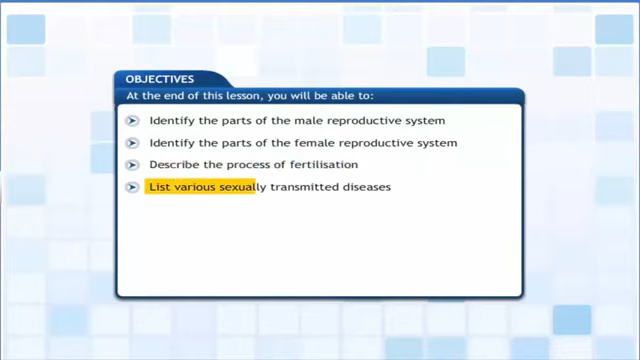 OBJECTIVES
At the end of this lesson, you will be able to:
Identify the parts of the male reproductive system
Identify the parts of the female reproductive system
Describe the process of fertilisation
List various sexually transmitted diseases